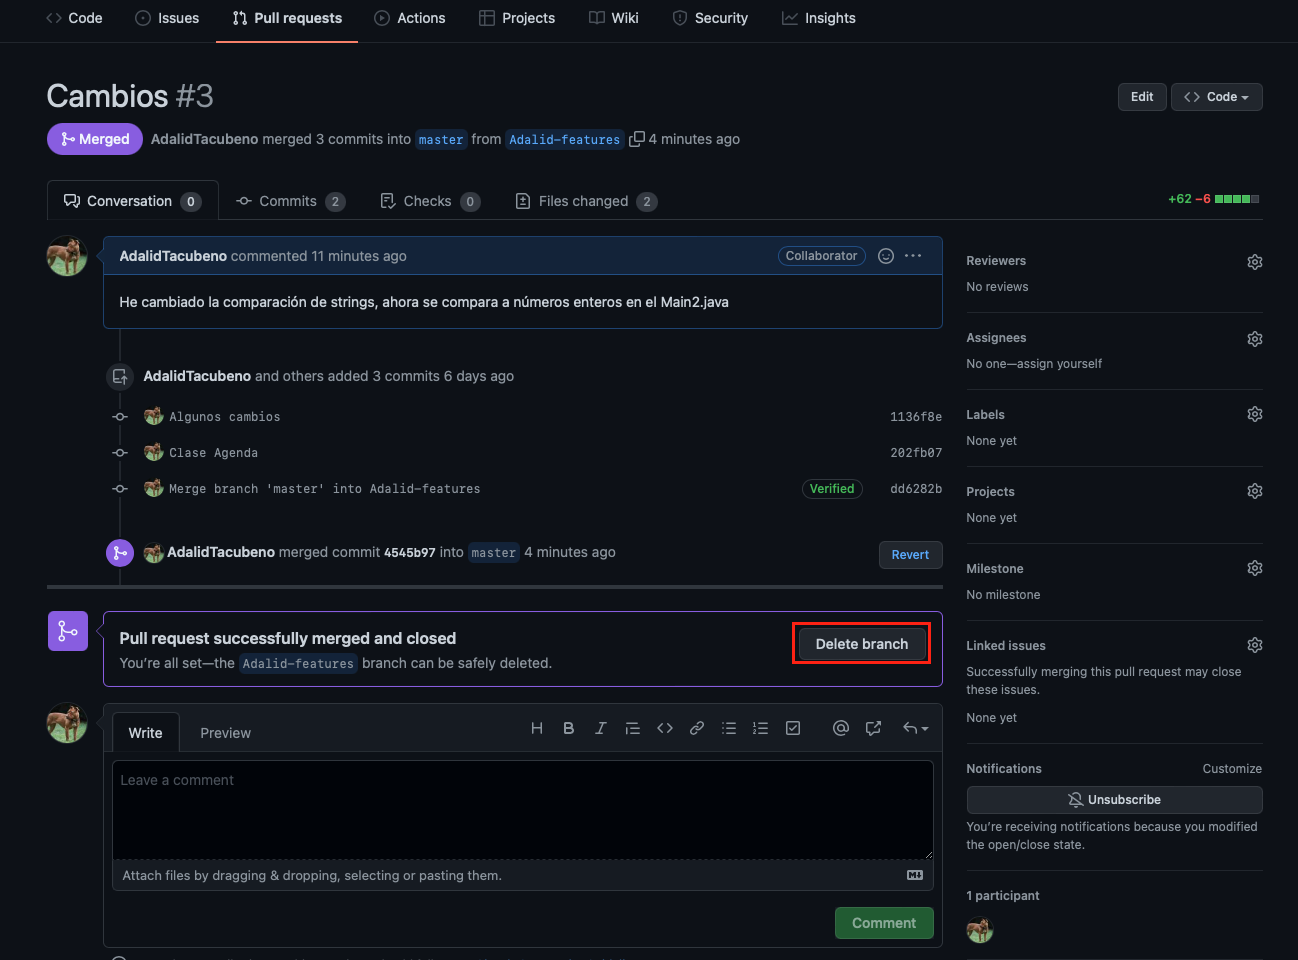 Code Issues Pull requests Actions Projects Wiki Security Insights
Cambios #3
Edit Code
Merged AdalidTacubeno merged 3 commits into master from Adalid-features 4 minutes ago
Conversation 0 Commits 2 Checks 0 Files changed 2 +62 −6
AdalidTacubeno commented 11 minutes ago Collaborator
He cambiado la comparación de strings, ahora se compara a números enteros en el Main2.java
AdalidTacubeno and others added 3 commits 6 days ago
Algunos cambios 1136f8e
Clase Agenda 202fb07
Merge branch 'master' into Adalid-features Verified dd6282b
AdalidTacubeno merged commit 4545b97 into master 4 minutes ago Revert
Pull request successfully merged and closed
You're all set—the Adalid-features branch can be safely deleted.
Delete branch
Write Preview
Leave a comment
Attach files by dragging & dropping, selecting or pasting them.
Comment
Reviewers
No reviews
Assignees
No one—assign yourself
Labels
None yet
Projects
None yet
Milestone
No milestone
Linked issues
Successfully merging this pull request may close
these issues.
None yet
Notifications Customize
Unsubscribe
You're receiving notifications because you modified
the open/close state.
1 participant